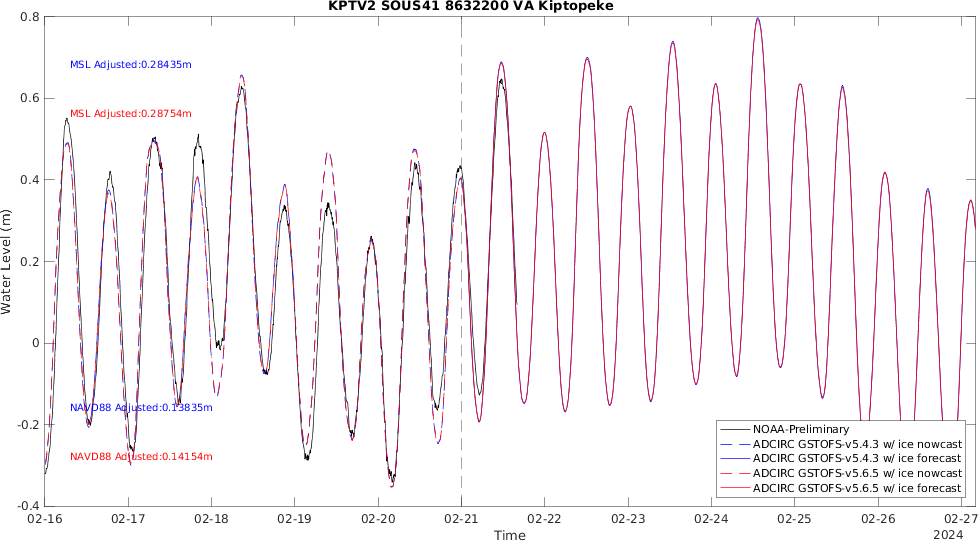 KPTV2 SOUS41 8632200 VA Kiptopeke
0.8
0.6
0.4
0.2
0
-0.2
-0.4
Water Level (m)
MSL Adjusted:0.28435m
MSL Adjusted:0.28754m
NAVD88 Adjusted:0.13835m
NAVD88 Adjusted:0.14154m
NOAA-Preliminary
ADCIRC GSTOFS-v5.4.3 w/ ice nowcast
ADCIRC GSTOFS-v5.4.3 w/ ice forecast
ADCIRC GSTOFS-v5.6.5 w/ ice nowcast
ADCIRC GSTOFS-v5.6.5 w/ ice forecast
02-16 02-17 02-18 02-19 02-20 02-21 02-22 02-23 02-24 02-25 02-26 02-27
Time
2024